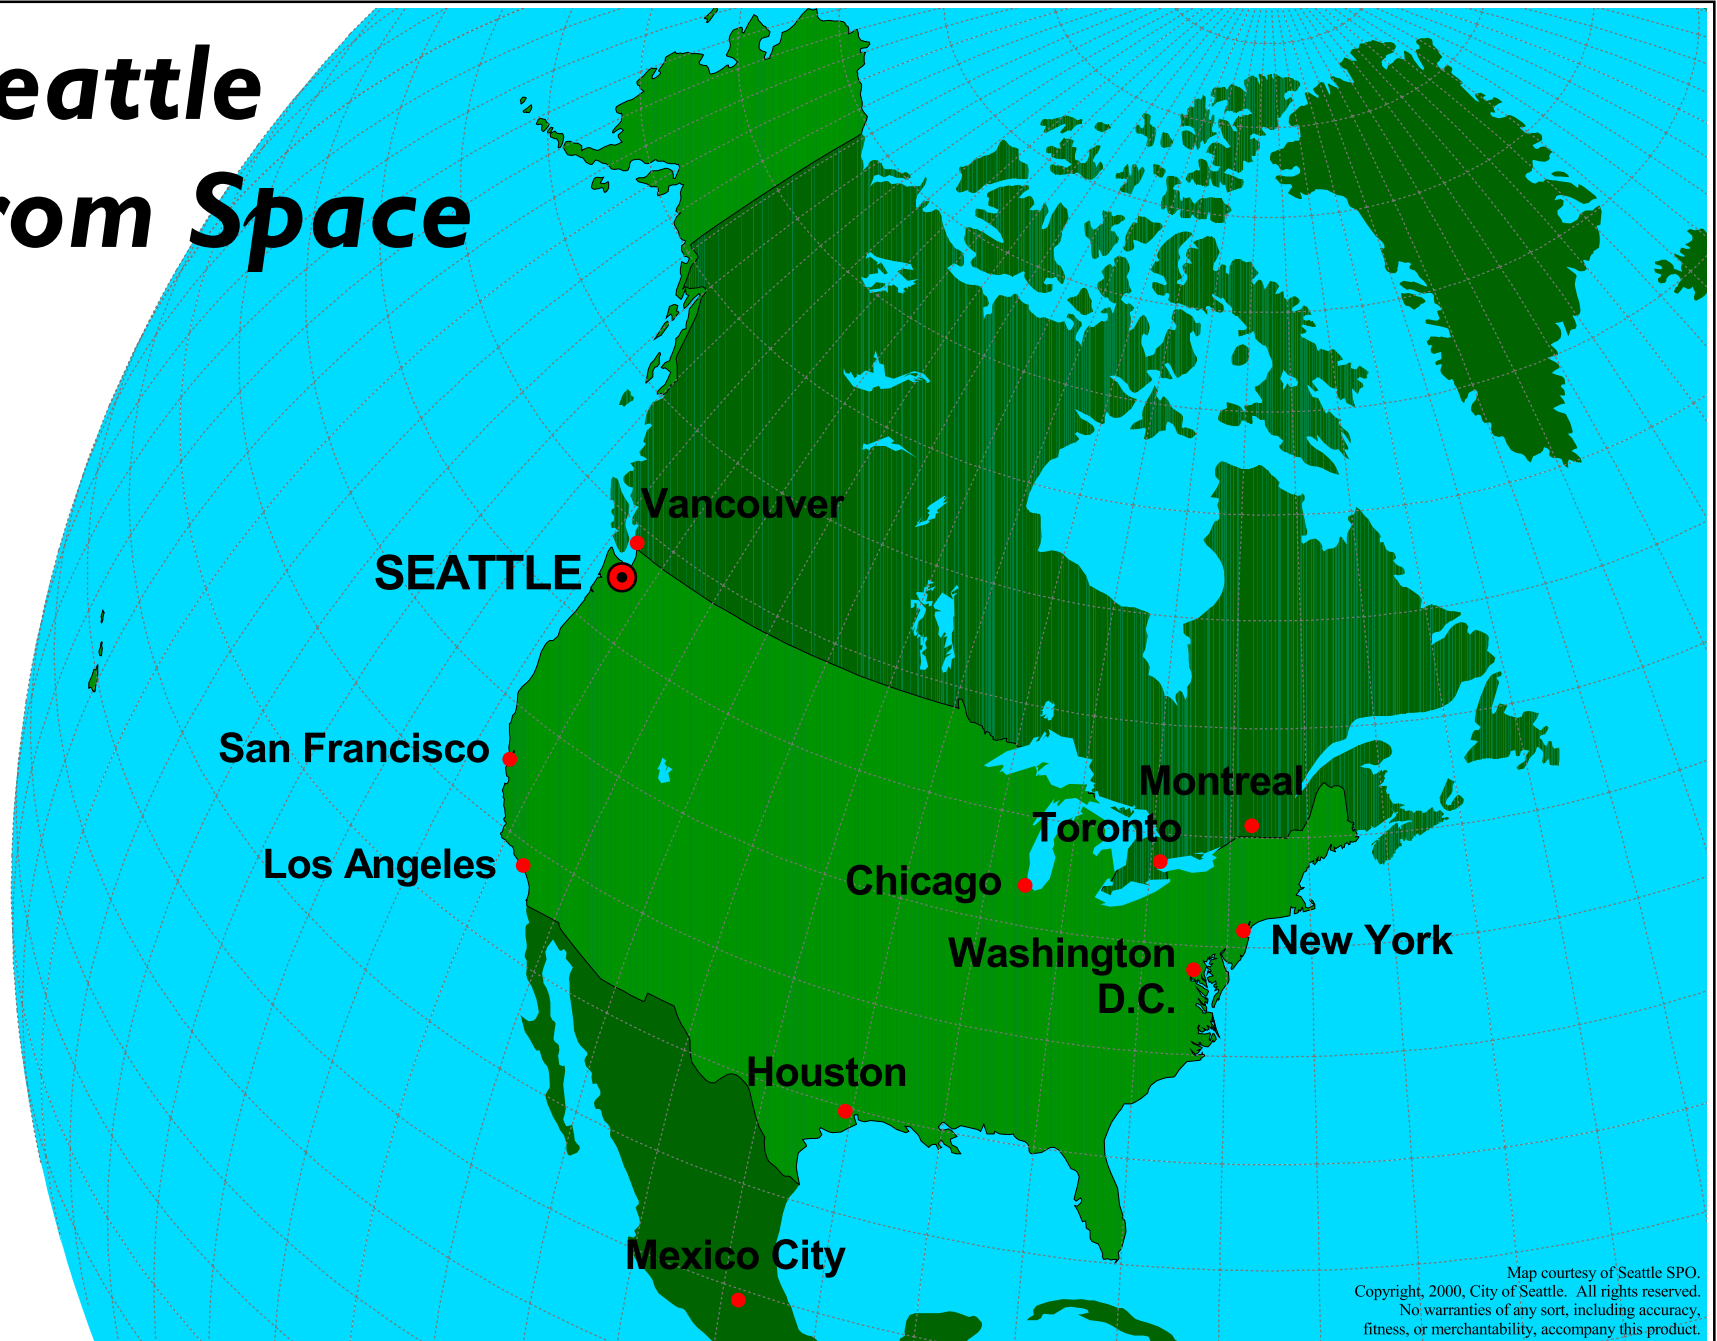 eattle
rom Space
Vancouver
SEATTLE
San Francisco
Montreal
Toronto
Los Angeles
Chicago
New York
Washington
D.C.
Houston
Mexico City
Map courtesy of Seattle SPO.
Copyright, 2000, City of Seattle.  All rights reserved.
No warranties of any sort, including accuracy,
fitness, or merchantability, accompany this product.